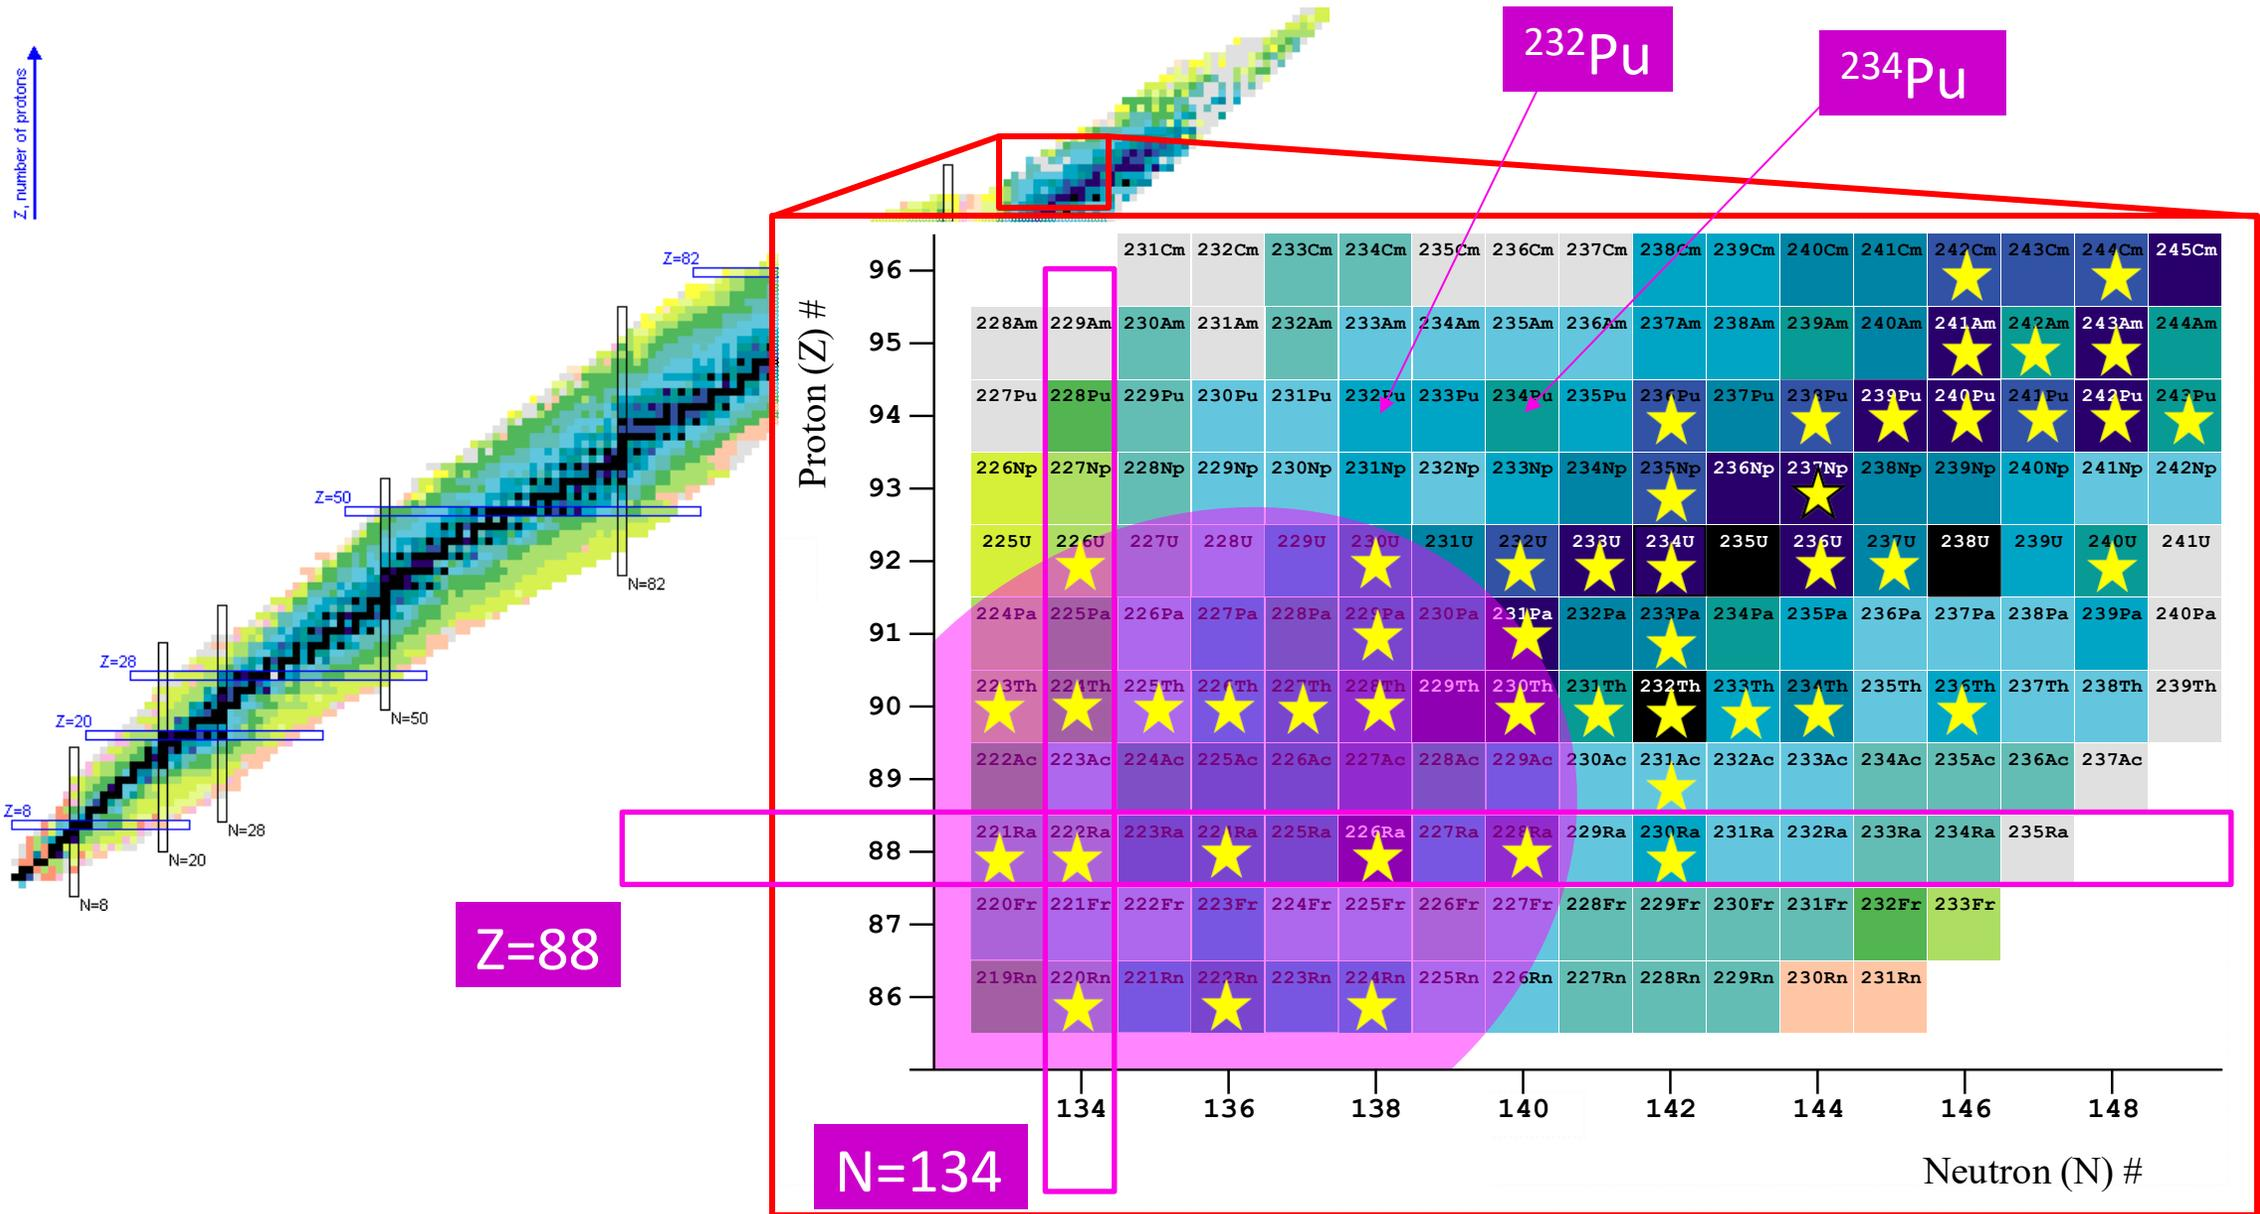 232Pu
234Pu
Z, number of protons
Z=82
N=82
Z=50
N=50
Z=28
N=28
Z=20
N=20
Z=8
N=8
Proton (Z) #
96 231Cm 232Cm 233Cm 234Cm 235Cm 236Cm 237Cm 238Cm 239Cm 240Cm 241Cm 242Cm 243Cm 244Cm 245Cm
95 228Am 229Am 230Am 231Am 232Am 233Am 234Am 235Am 236Am 237Am 238Am 239Am 240Am 241Am 242Am 243Am 244Am
94 227Pu 228Pu 229Pu 230Pu 231Pu 232Pu 233Pu 234Pu 235Pu 236Pu 237Pu 238Pu 239Pu 240Pu 241Pu 242Pu 243Pu
93 226Np 227Np 228Np 229Np 230Np 231Np 232Np 233Np 234Np 235Np 236Np 237Np 238Np 239Np 240Np 241Np 242Np
92 225U 226U 227U 228U 229U 230U 231U 232U 233U 234U 235U 236U 237U 238U 239U 240U 241U
91 224Pa 225Pa 226Pa 227Pa 228Pa 229Pa 230Pa 231Pa 232Pa 233Pa 234Pa 235Pa 236Pa 237Pa 238Pa 239Pa 240Pa
90 223Th 224Th 225Th 226Th 227Th 228Th 229Th 230Th 231Th 232Th 233Th 234Th 235Th 236Th 237Th 238Th 239Th
89 222Ac 223Ac 224Ac 225Ac 226Ac 227Ac 228Ac 229Ac 230Ac 231Ac 232Ac 233Ac 234Ac 235Ac 236Ac 237Ac
88 221Ra 222Ra 223Ra 224Ra 225Ra 226Ra 227Ra 228Ra 229Ra 230Ra 231Ra 232Ra 233Ra 234Ra 235Ra
87 220Fr 221Fr 222Fr 223Fr 224Fr 225Fr 226Fr 227Fr 228Fr 229Fr 230Fr 231Fr 232Fr 233Fr
86 219Rn 220Rn 221Rn 222Rn 223Rn 224Rn 225Rn 226Rn 227Rn 228Rn 229Rn 230Rn 231Rn
134 136 138 140 142 144 146 148
Z=88
N=134
Neutron (N) #